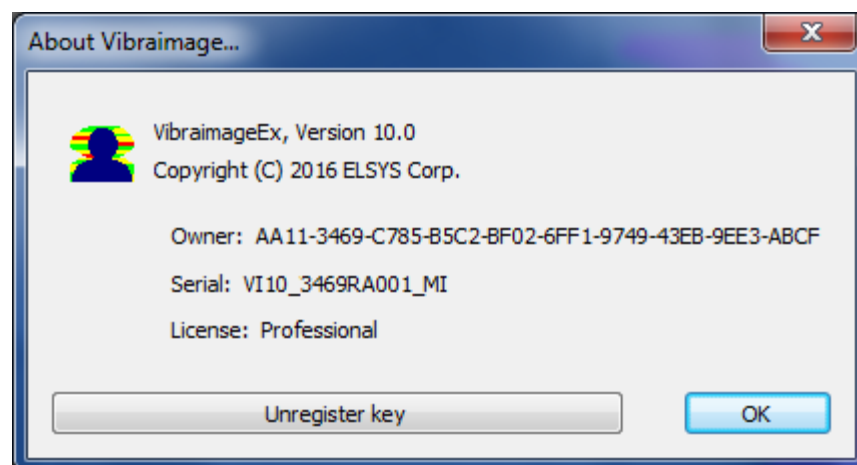 About Vibraimage...
VibraimageEx, Version 10.0
Copyright (C) 2016 ELSYS Corp.
Owner: AA11-3469-C785-B5C2-BF02-6FF1-9749-43EB-9EE3-ABCF
Serial: VI10_3469RA001_MI
License: Professional
Unregister key
OK